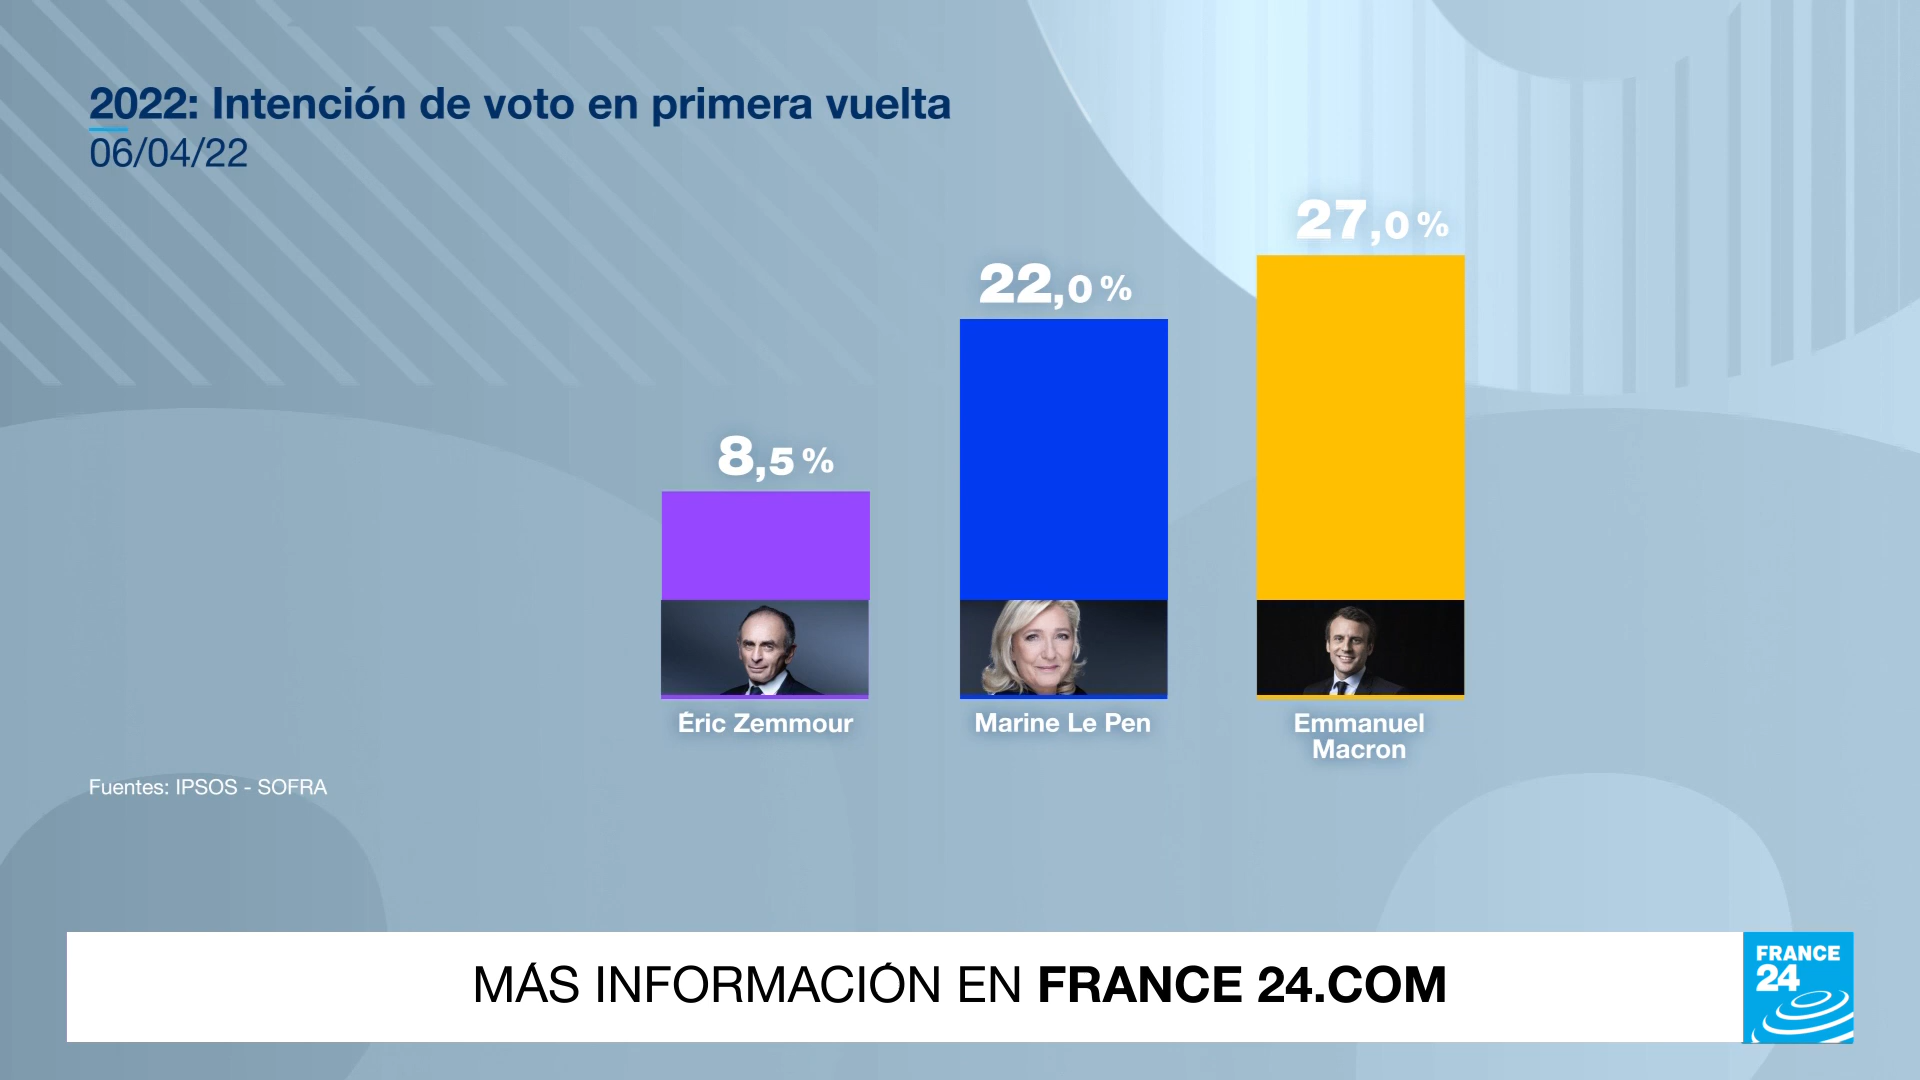 2022: Intención de voto en primera vuelta
06/04/22
8,5 %
22,0 %
27,0 %
Éric Zemmour
Marine Le Pen
Emmanuel
Macron
Fuentes: IPSOS - SOFRA
MÁS INFORMACIÓN EN FRANCE 24.COM
FRANCE
24